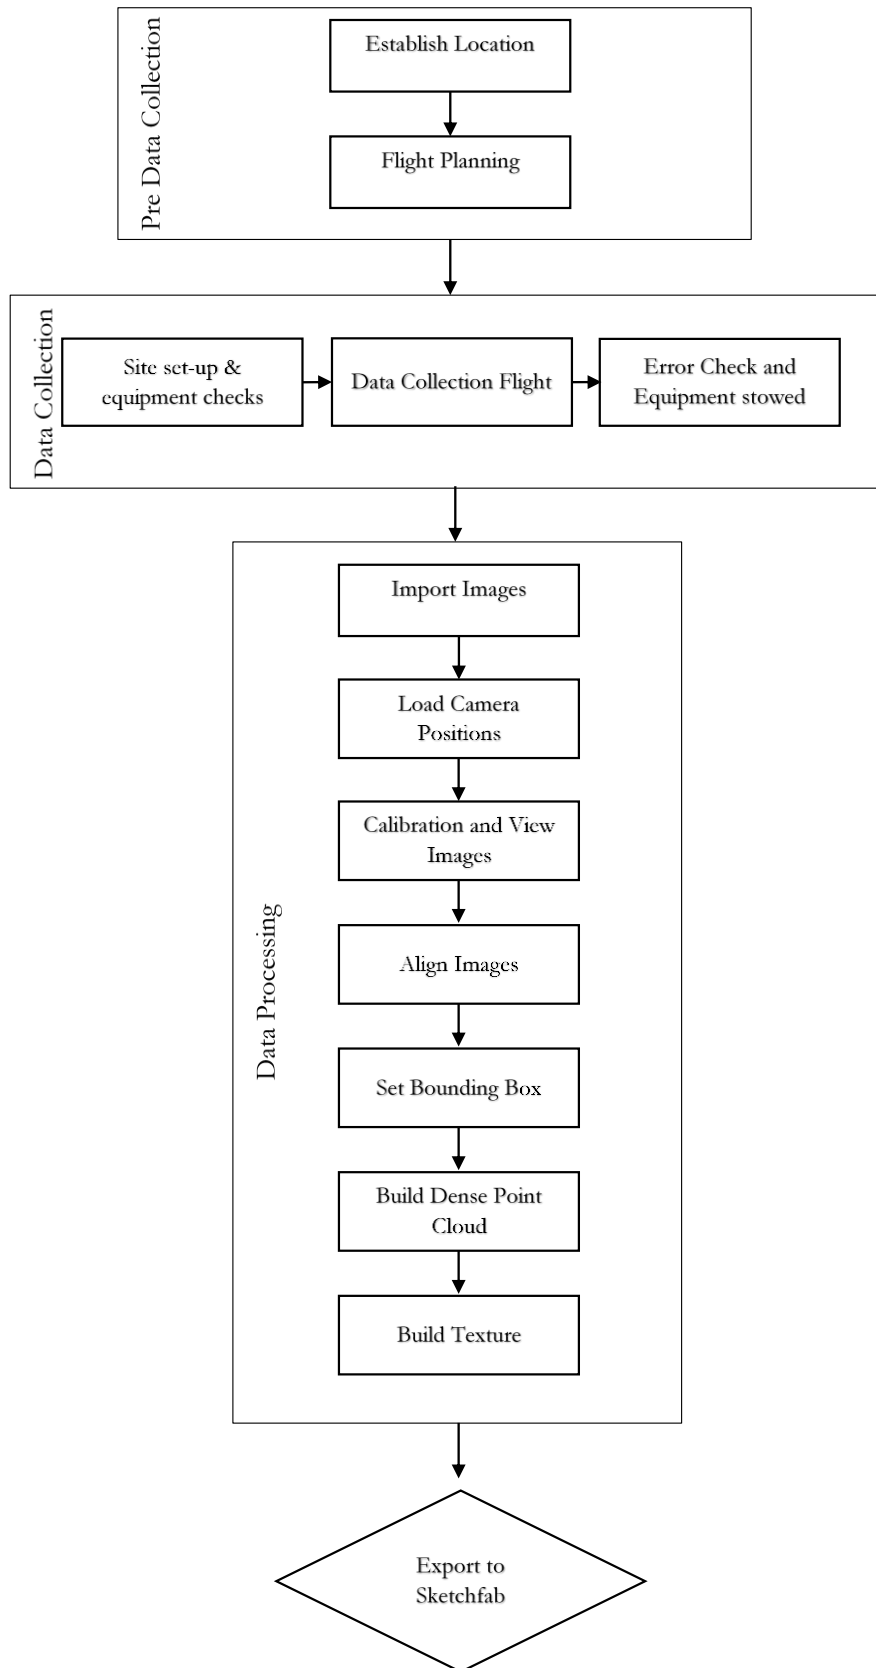 Pre Data Collection
Establish Location
Flight Planning
Data Collection
Site set-up &
equipment checks
Data Collection Flight
Error Check and
Equipment stowed
Data Processing
Import Images
Load Camera
Positions
Calibration and View
Images
Align Images
Set Bounding Box
Build Dense Point
Cloud
Build Texture
Export to
Sketchfab